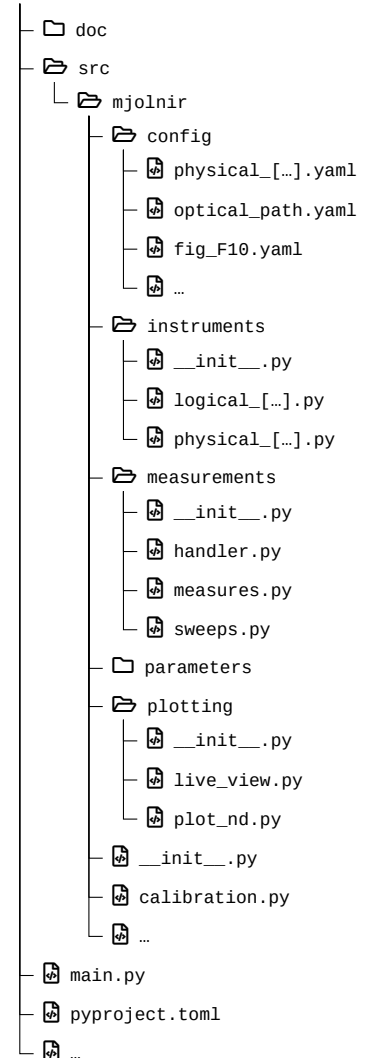 doc
src
mjolnir
config
physical_[…].yaml
optical_path.yaml
fig_F10.yaml
…
instruments
__init__.py
logical_[…].py
physical_[…].py
measurements
__init__.py
handler.py
measures.py
sweeps.py
parameters
plotting
__init__.py
live_view.py
plot_nd.py
__init__.py
calibration.py
…
main.py
pyproject.toml
…